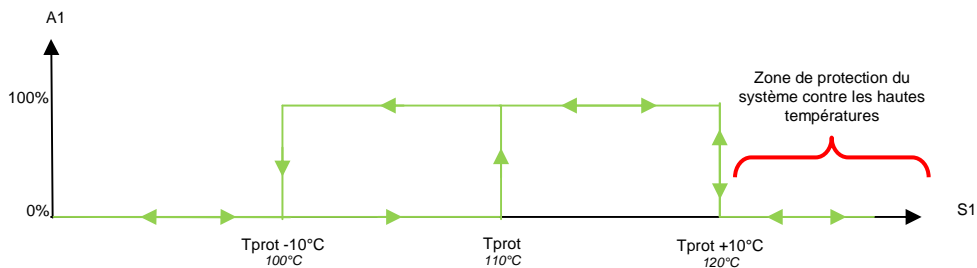 A1
100%
Zone de protection du
système contre les hautes
températures
0%
S1
Tprot -10°C
100°C
Tprot
110°C
Tprot +10°C
120°C